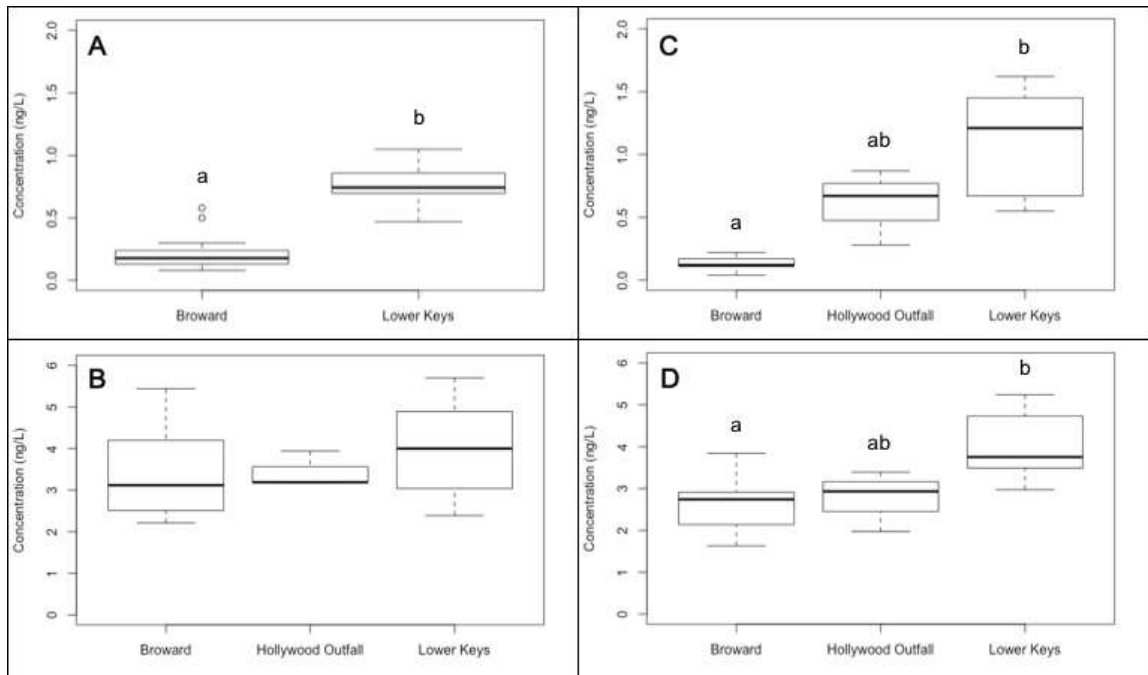 A
Concentration (ng/L)
2.0
1.5
1.0
0.5
0.0
a
b
Broward Lower Keys
C
Concentration (ng/L)
2.0
1.5
1.0
0.5
0.0
a
ab
b
Broward Hollywood Outfall Lower Keys
B
Concentration (ng/L)
6
5
4
3
2
1
0
Broward Hollywood Outfall Lower Keys
D
Concentration (ng/L)
6
5
4
3
2
1
0
a
ab
b
Broward Hollywood Outfall Lower Keys